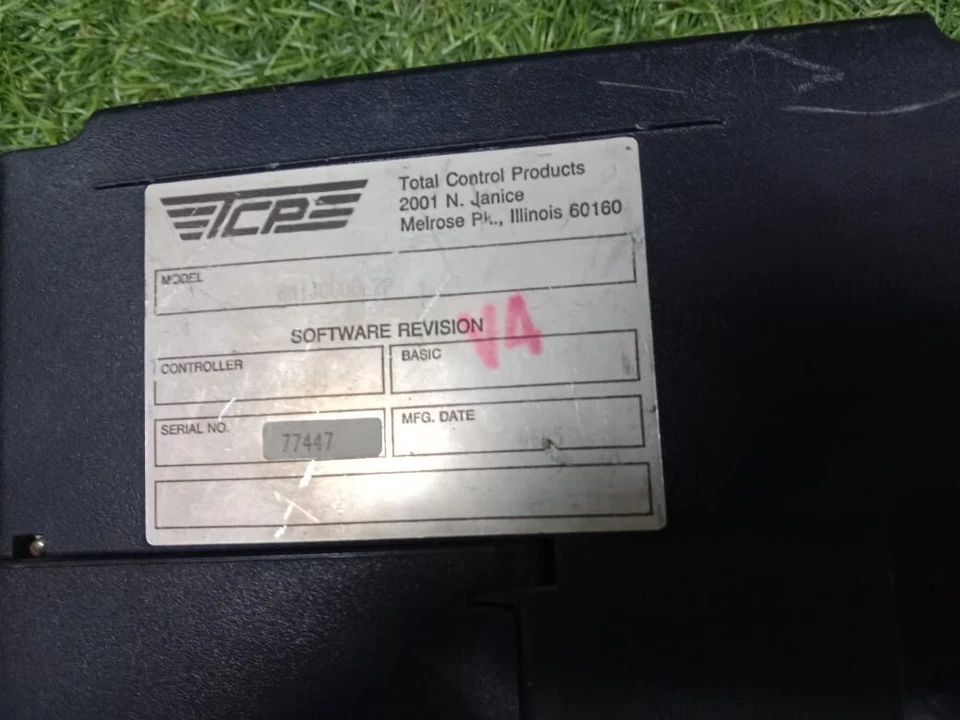 TCP
Total Control Products
2001 N. Janice
Melrose Pk., Illinois 60160
MODEL
SOFTWARE REVISION
VA
CONTROLLER
BASIC
SERIAL NO.
77447
MFG. DATE